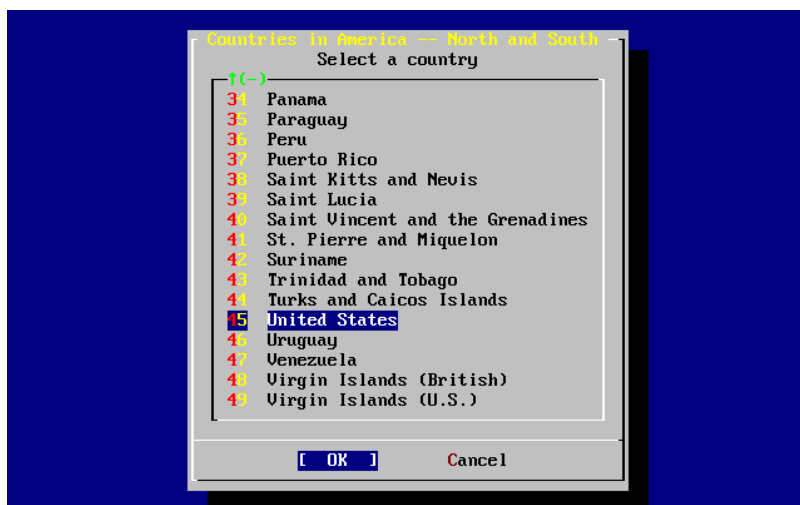 Countries in America -- North and South
Select a country
↑(-)
34 Panama
35 Paraguay
36 Peru
37 Puerto Rico
38 Saint Kitts and Nevis
39 Saint Lucia
40 Saint Vincent and the Grenadines
41 St. Pierre and Miquelon
42 Suriname
43 Trinidad and Tobago
44 Turks and Caicos Islands
45 United States
46 Uruguay
47 Venezuela
48 Virgin Islands (British)
49 Virgin Islands (U.S.)
[ OK ] Cancel